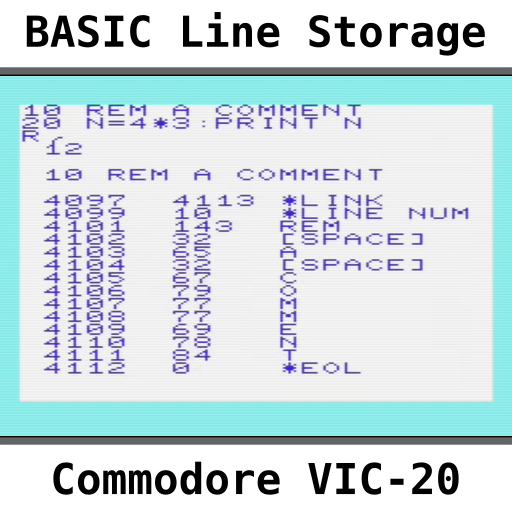 BASIC Line Storage
10 REM A COMMENT
20 N=4*3:PRINT N
R
12
10 REM A COMMENT
4097 4113 *LINK
4099 10 *LINE NUM
4101 143 REM
4102 32 [SPACE]
4103 65 A
4104 32 [SPACE]
4105 67 C
4106 79 O
4107 77 M
4108 77 M
4109 69 E
4110 78 N
4111 84 T
4112 0 *EOL
Commodore VIC-20